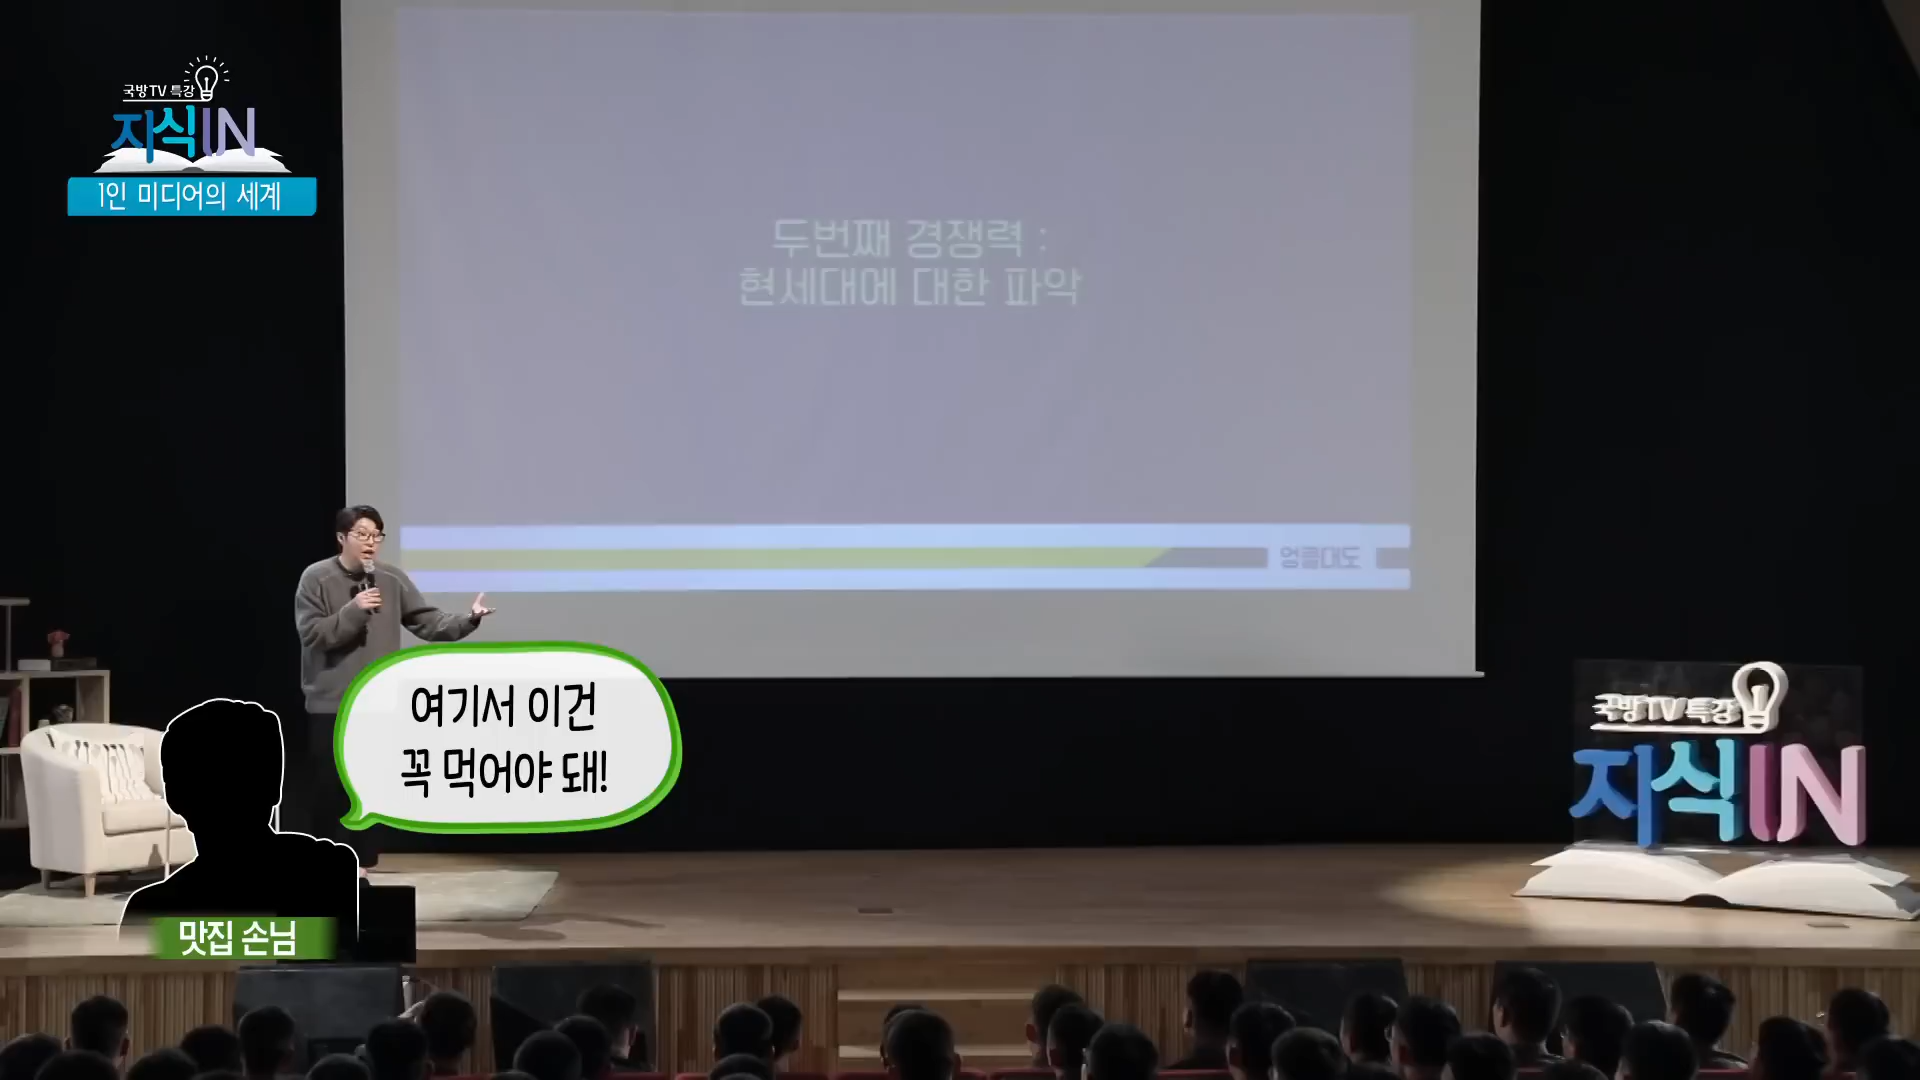 국방TV 특강
지식IN
1인 미디어의 세계
두번째 경쟁력 :
현세대에 대한 파악
엉클대도
여기서 이건
꼭 먹어야 돼!
맛집 손님
국방TV 특강
지식IN